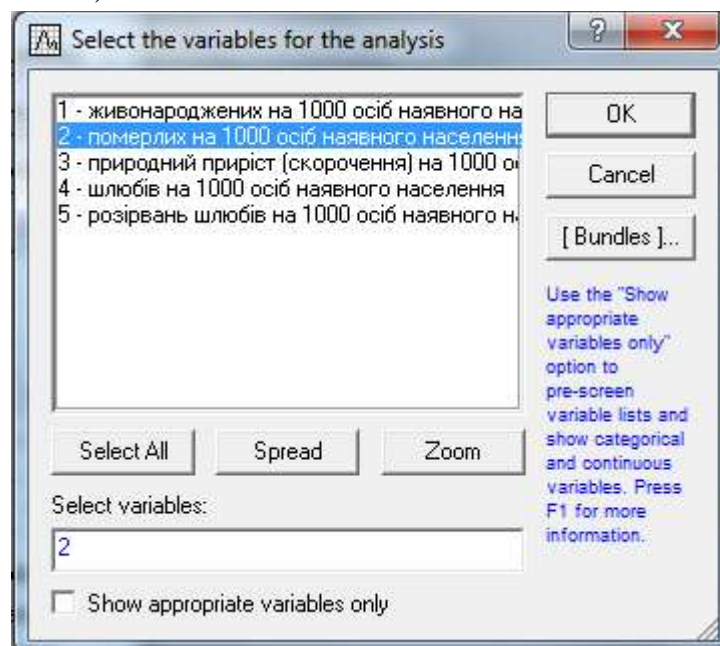 Select the variables for the analysis
1 - живонароджених на 1000 осіб наявного на
2 - померлих на 1000 осіб наявного населенн
3 - природний приріст (скорочення) на 1000 о
4 - шлюбів на 1000 осіб наявного населення
5 - розірвань шлюбів на 1000 осіб наявного н
OK
Cancel
[ Bundles ]...
Use the "Show
appropriate
variables only"
option to
pre-screen
variable lists and
show categorical
and continuous
variables. Press
F1 for more
information.
Select All
Spread
Zoom
Select variables:
2
Show appropriate variables only